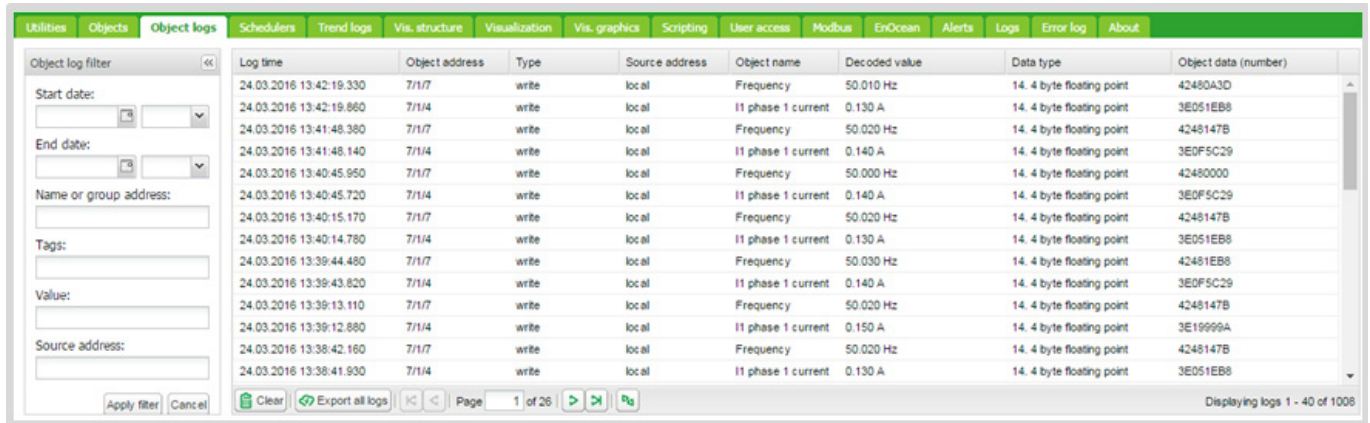 Utilities Objects Object logs Schedulers Trend logs Vis. structure Visualization Vis. graphics Scripting User access Modbus EnOcean Alerts Logs Error log About
Object log filter
Start date:
End date:
Name or group address:
Tags:
Value:
Source address:
Apply filter Cancel
Log time Object address Type Source address Object name Decoded value Data type Object data (number)
24.03.2016 13:42:19.330 7/1/7 write local Frequency 50.010 Hz 14. 4 byte floating point 42480A3D
24.03.2016 13:42:19.860 7/1/4 write local I1 phase 1 current 0.130 A 14. 4 byte floating point 3E051EB8
24.03.2016 13:41:48.380 7/1/7 write local Frequency 50.020 Hz 14. 4 byte floating point 4248147B
24.03.2016 13:41:48.140 7/1/4 write local I1 phase 1 current 0.140 A 14. 4 byte floating point 3E0F5C29
24.03.2016 13:40:45.950 7/1/7 write local Frequency 50.000 Hz 14. 4 byte floating point 42480000
24.03.2016 13:40:45.720 7/1/4 write local I1 phase 1 current 0.140 A 14. 4 byte floating point 3E0F5C29
24.03.2016 13:40:15.170 7/1/7 write local Frequency 50.020 Hz 14. 4 byte floating point 4248147B
24.03.2016 13:40:14.780 7/1/4 write local I1 phase 1 current 0.130 A 14. 4 byte floating point 3E051EB8
24.03.2016 13:39:44.480 7/1/7 write local Frequency 50.030 Hz 14. 4 byte floating point 42481EB8
24.03.2016 13:39:43.820 7/1/4 write local I1 phase 1 current 0.140 A 14. 4 byte floating point 3E0F5C29
24.03.2016 13:39:13.110 7/1/7 write local Frequency 50.020 Hz 14. 4 byte floating point 4248147B
24.03.2016 13:39:12.880 7/1/4 write local I1 phase 1 current 0.150 A 14. 4 byte floating point 3E19999A
24.03.2016 13:38:42.160 7/1/7 write local Frequency 50.020 Hz 14. 4 byte floating point 4248147B
24.03.2016 13:38:41.930 7/1/4 write local I1 phase 1 current 0.130 A 14. 4 byte floating point 3E051EB8
Clear Export all logs Page 1 of 26 Displaying logs 1 - 40 of 1008